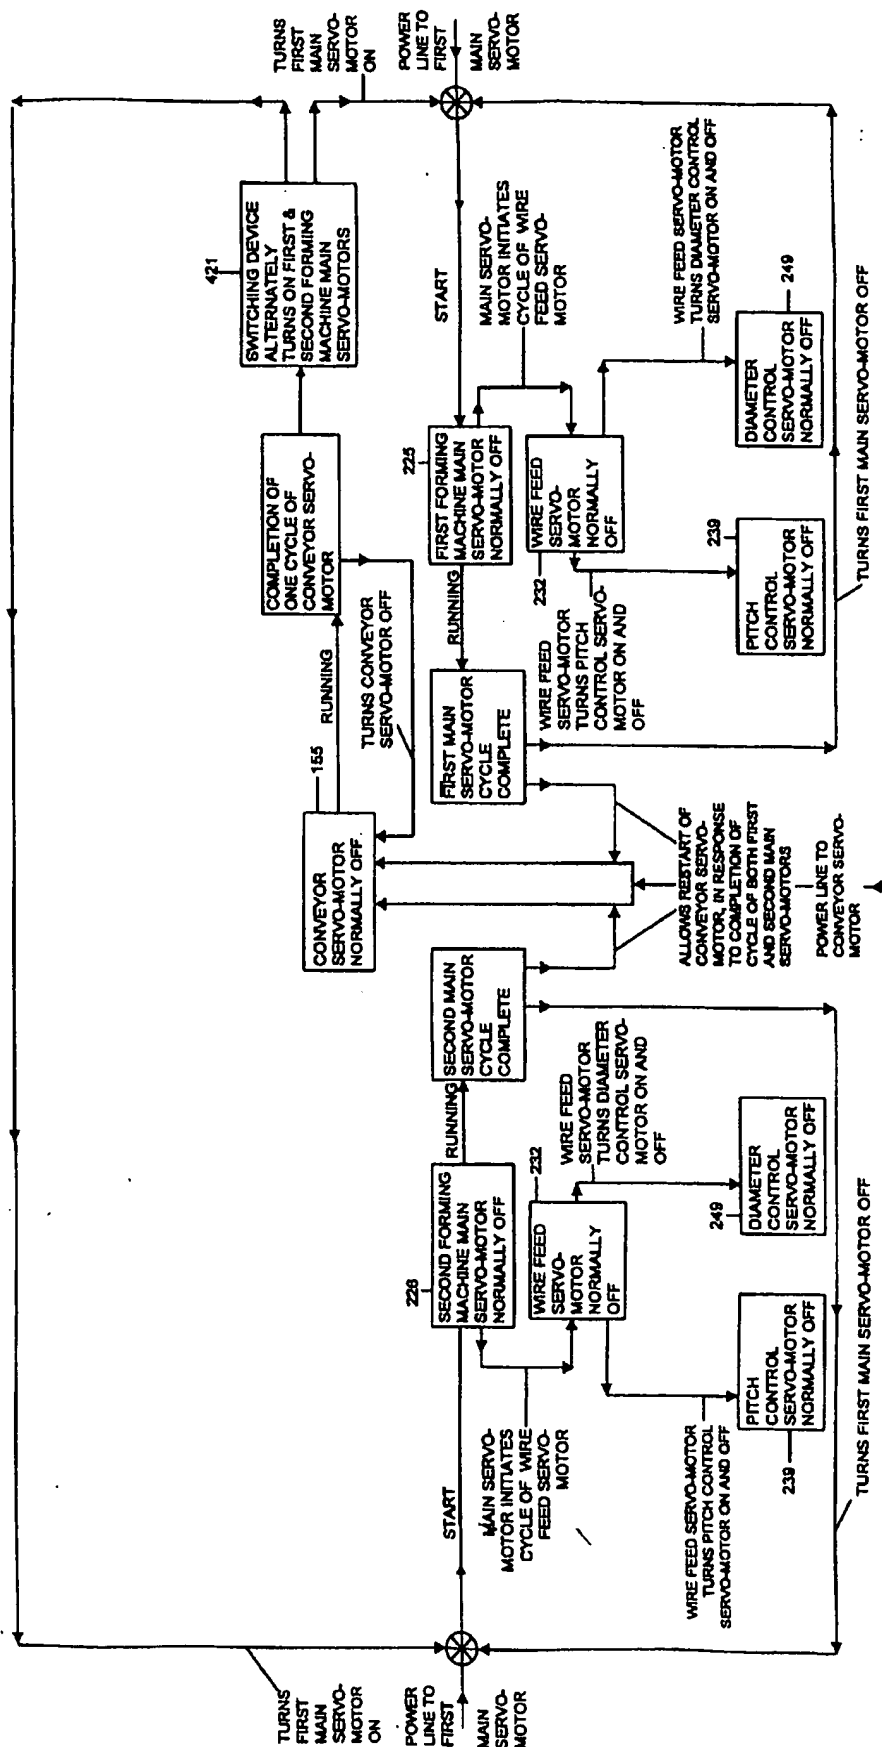 TURNS
FIRST
MAIN
SERVO-
MOTOR
ON
POWER
LINE TO
FIRST
MAIN
SERVO-
MOTOR
START
226
SECOND FORMING
MACHINE MAIN
SERVO-MOTOR
NORMALLY OFF
RUNNING
SECOND MAIN
SERVO-MOTOR
CYCLE
COMPLETE
MAIN SERVO-
MOTOR INITIATES
CYCLE OF WIRE
FEED SERVO-
MOTOR
232
WIRE FEED
SERVO-
MOTOR
NORMALLY
OFF
WIRE FEED
SERVO-MOTOR
TURNS DIAMETER
CONTROL SERVO-
MOTOR ON AND
OFF
WIRE FEED SERVO-MOTOR
TURNS PITCH CONTROL
SERVO-MOTOR ON AND OFF
239
PITCH
CONTROL
SERVO-MOTOR
NORMALLY OFF
249
DIAMETER
CONTROL
SERVO-MOTOR
NORMALLY OFF
TURNS FIRST MAIN SERVO-MOTOR OFF
155
CONVEYOR
SERVO-MOTOR
NORMALLY OFF
RUNNING
TURNS CONVEYOR
SERVO-MOTOR OFF
COMPLETION OF
ONE CYCLE OF
CONVEYOR SERVO-
MOTOR
421
SWITCHING DEVICE
ALTERNATELY
TURNS ON FIRST &
SECOND FORMING
MACHINE MAIN
SERVO-MOTORS
TURNS
FIRST
MAIN
SERVO-
MOTOR
ON
POWER
LINE TO
FIRST
MAIN
SERVO-
MOTOR
START
225
FIRST FORMING
MACHINE MAIN
SERVO-MOTOR
NORMALLY OFF
RUNNING
FIRST MAIN
SERVO-MOTOR
CYCLE
COMPLETE
MAIN SERVO-
MOTOR INITIATES
CYCLE OF WIRE
FEED SERVO-
MOTOR
232
WIRE FEED
SERVO-
MOTOR
NORMALLY
OFF
WIRE FEED
SERVO-MOTOR
TURNS PITCH
CONTROL SERVO-
MOTOR ON AND
OFF
WIRE FEED SERVO-MOTOR
TURNS DIAMETER CONTROL
SERVO-MOTOR ON AND OFF
239
PITCH
CONTROL
SERVO-MOTOR
NORMALLY OFF
249
DIAMETER
CONTROL
SERVO-MOTOR
NORMALLY OFF
TURNS FIRST MAIN SERVO-MOTOR OFF
ALLOWS RESTART OF
CONVEYOR SERVO-
MOTOR, IN RESPONSE
TO COMPLETION OF
CYCLE OF BOTH FIRST
AND SECOND MAIN
SERVO-MOTORS
POWER LINE TO
CONVEYOR SERVO-
MOTOR